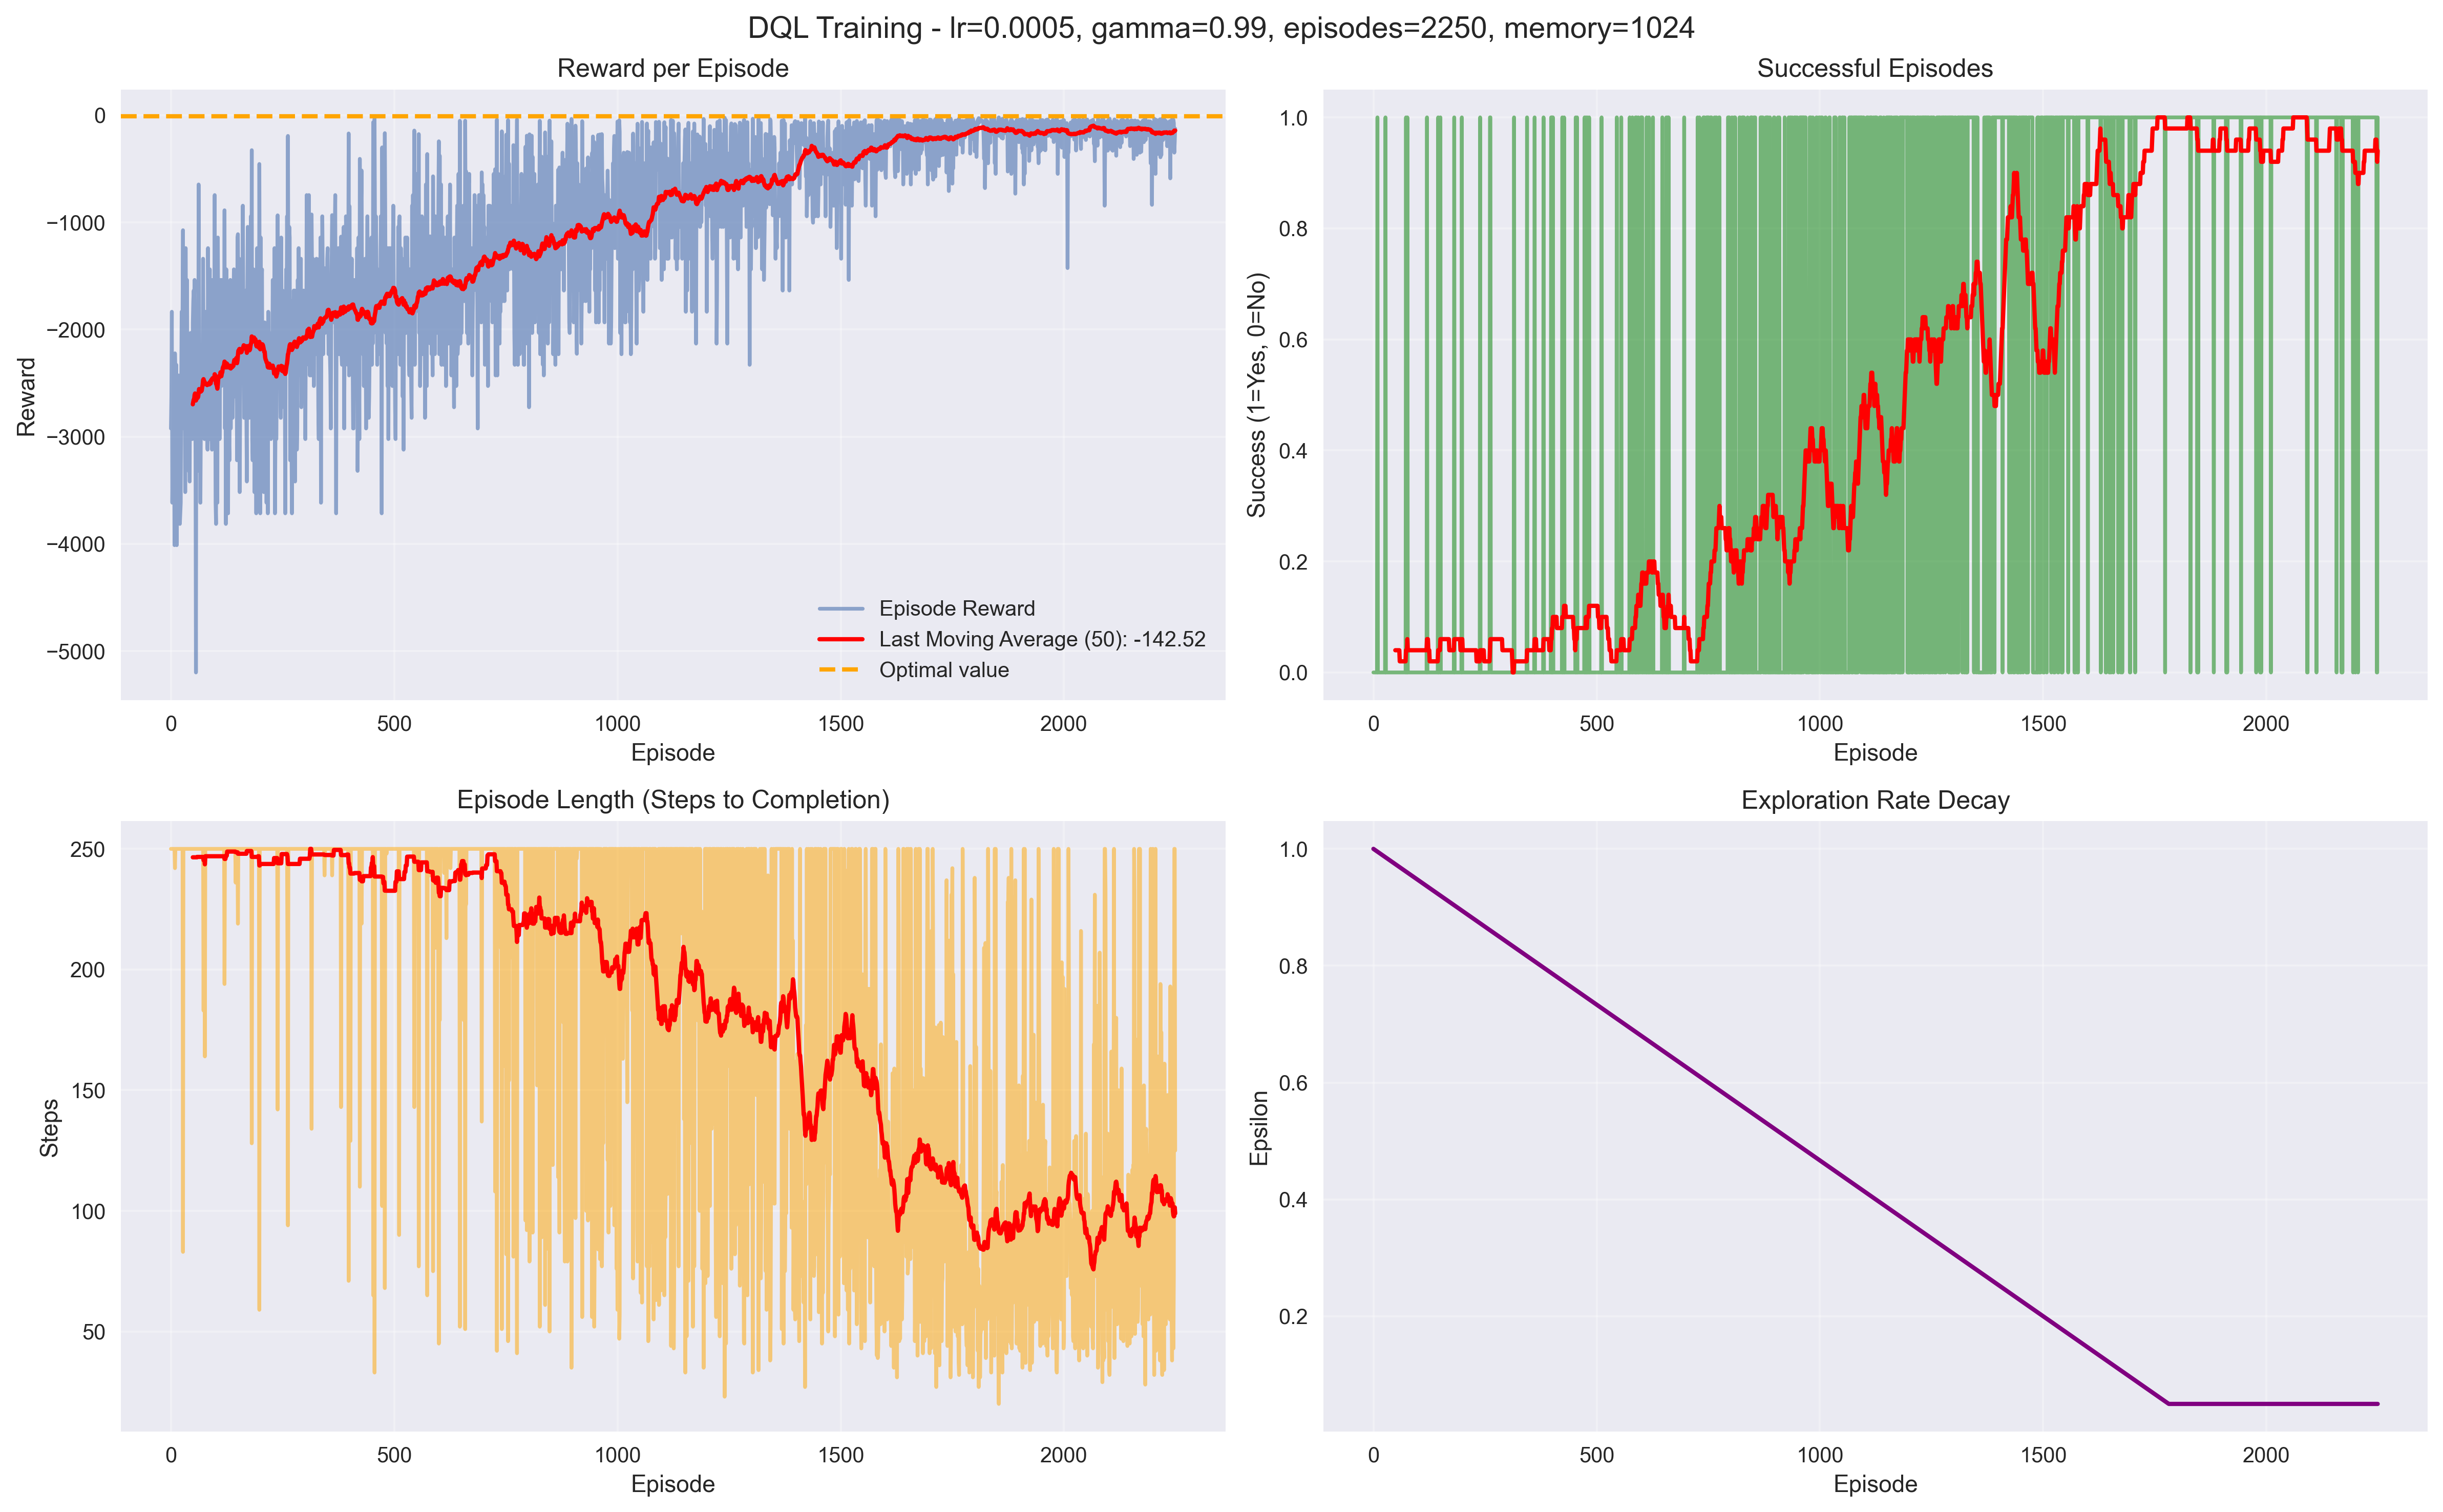 DQL Training - lr=0.0005, gamma=0.99, episodes=2250, memory=1024
Reward per Episode
0
−1000
−2000
−3000
−4000
−5000
Reward
Episode Reward
Last Moving Average (50): -142.52
Optimal value
0 500 1000 1500 2000
Episode
Successful Episodes
1.0
0.8
0.6
0.4
0.2
0.0
Success (1=Yes, 0=No)
0 500 1000 1500 2000
Episode
Episode Length (Steps to Completion)
250
200
150
100
50
Steps
0 500 1000 1500 2000
Episode
Exploration Rate Decay
1.0
0.8
0.6
0.4
0.2
Epsilon
0 500 1000 1500 2000
Episode